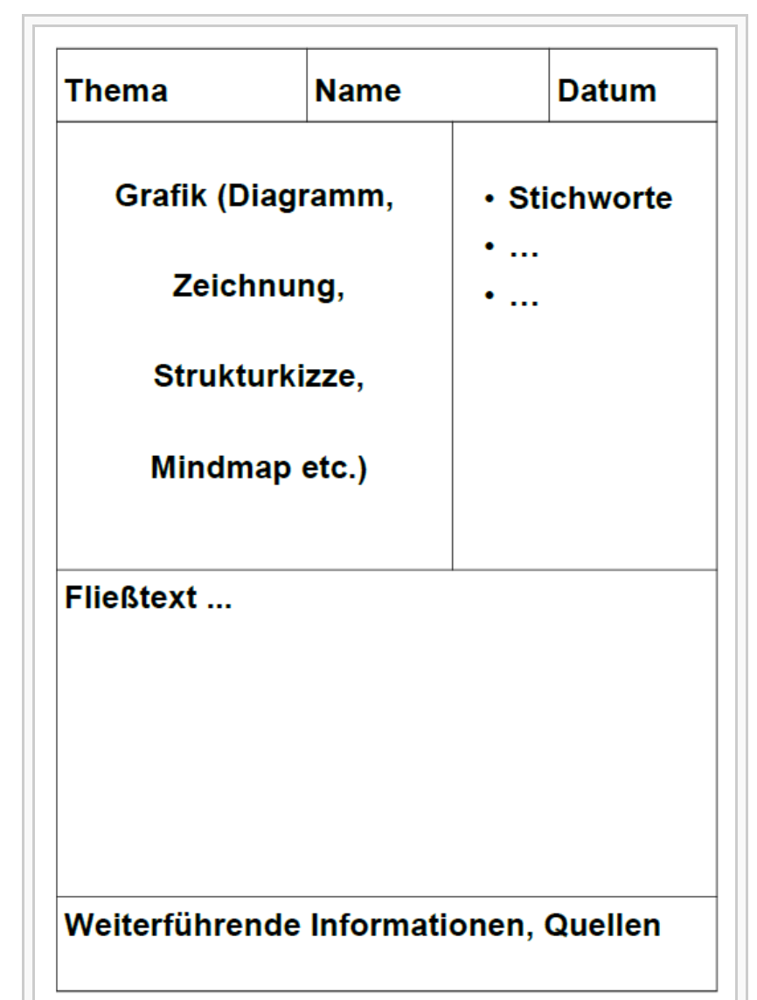 Thema Name Datum
Grafik (Diagramm,
Zeichnung,
Strukturkizze,
Mindmap etc.)
• Stichworte
• ...
• ...
Fließtext ...
Weiterführende Informationen, Quellen